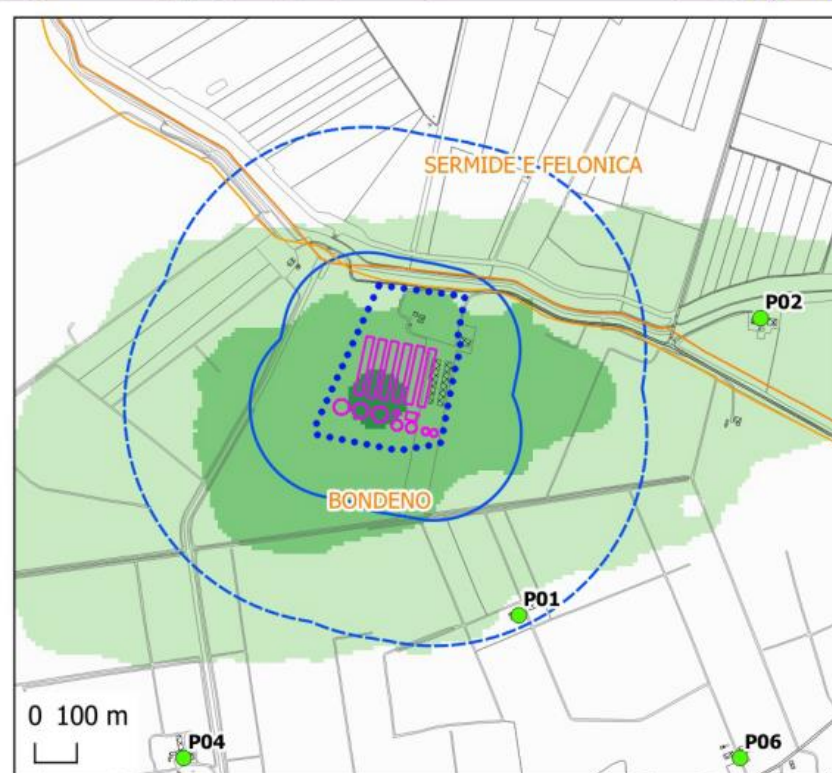 SERMIDE E FELONICA
P02
BONDENO
P01
0 100 m
P04
P06